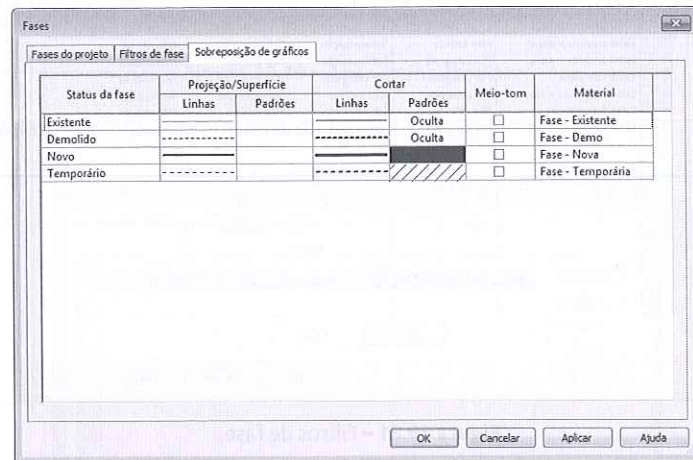 Fases
Fases do projeto Filtros de fase Sobreposição de gráficos
Status da fase Projeção/Superfície Cortar Meio-tom Material
Linhas Padrões Linhas Padrões
Existente Oculta Fase - Existente
Demolido Oculta Fase - Demo
Novo Fase - Nova
Temporário Fase - Temporária
OK Cancelar Aplicar Ajuda